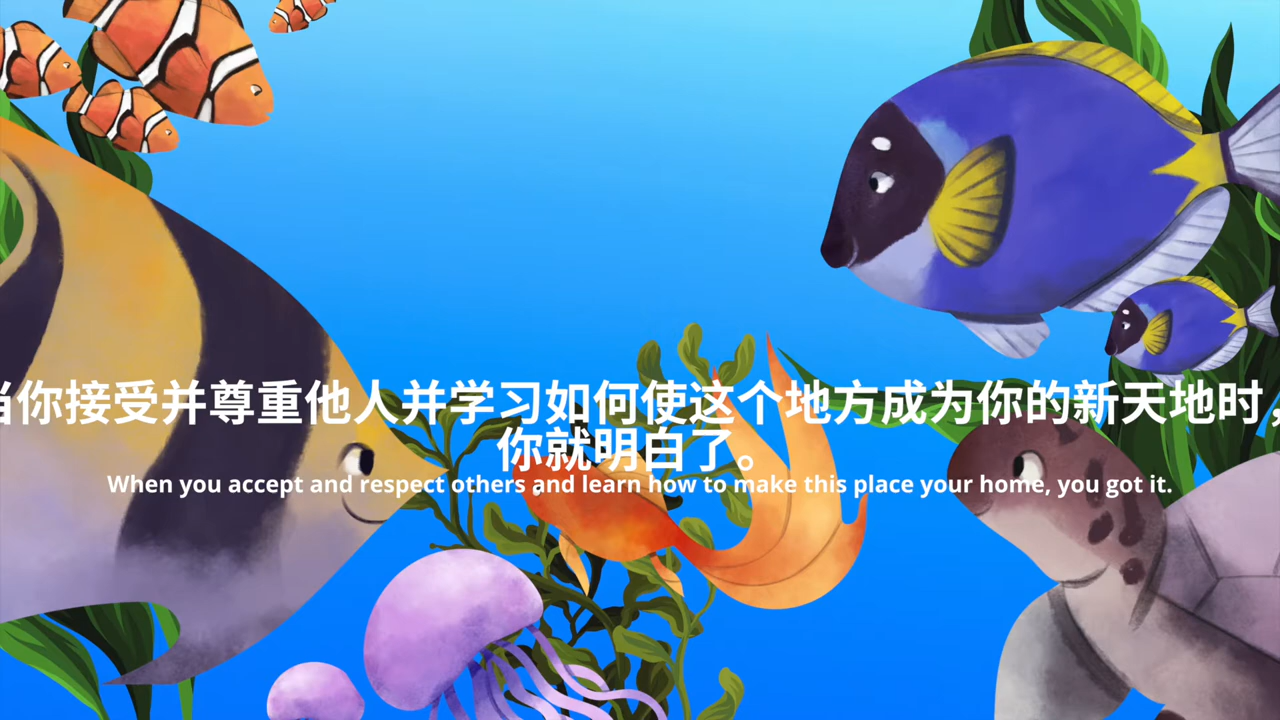 当你接受并尊重他人并学习如何使这个地方成为你的新天地时，
你就明白了。
When you accept and respect others and learn how to make this place your home, you got it.